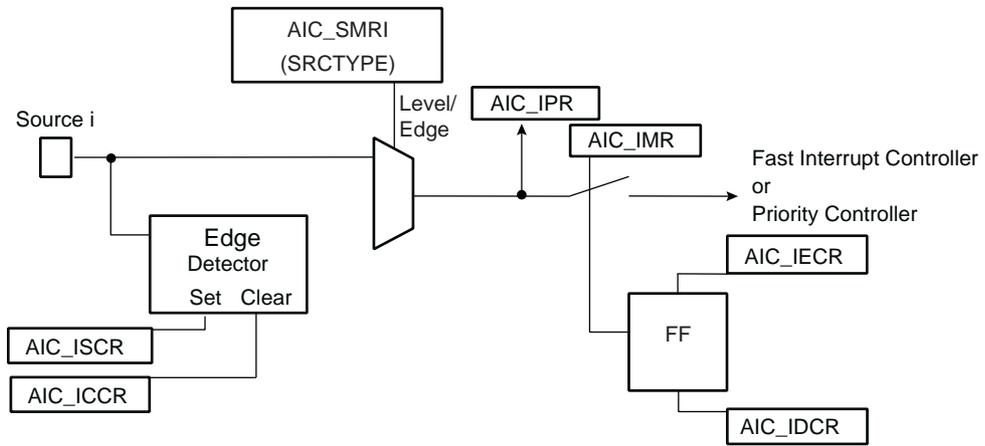 AIC_SMRI
(SRCTYPE)
Level/
Edge
AIC_IPR
Source i
AIC_IMR
Fast Interrupt Controller
or
Priority Controller
Edge
Detector
Set Clear
AIC_IECR
FF
AIC_ISCR
AIC_ICCR
AIC_IDCR